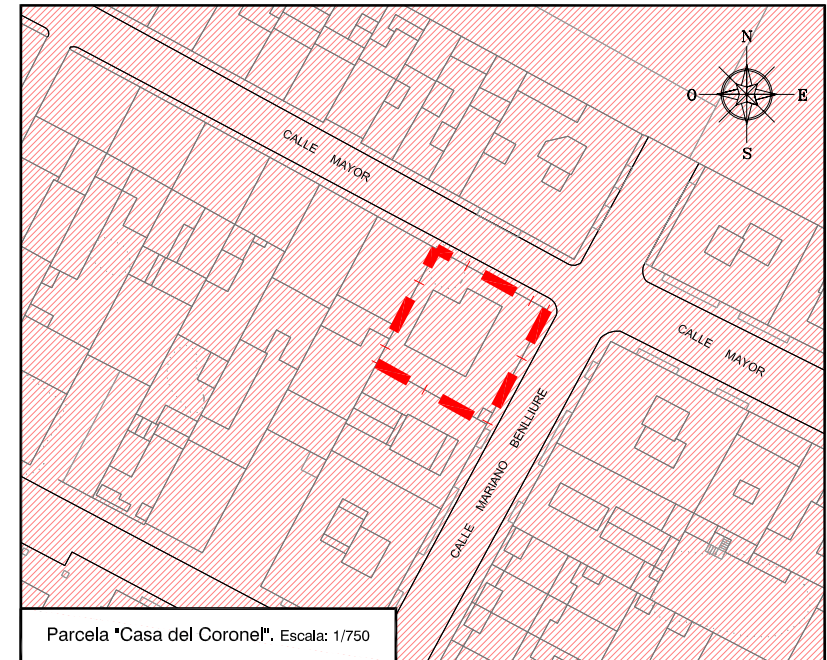 N
O E
S
CALLE MAYOR
CALLE MAYOR
CALLE MARIANO BENLLIURE
Parcela "Casa del Coronel". Escala: 1/750